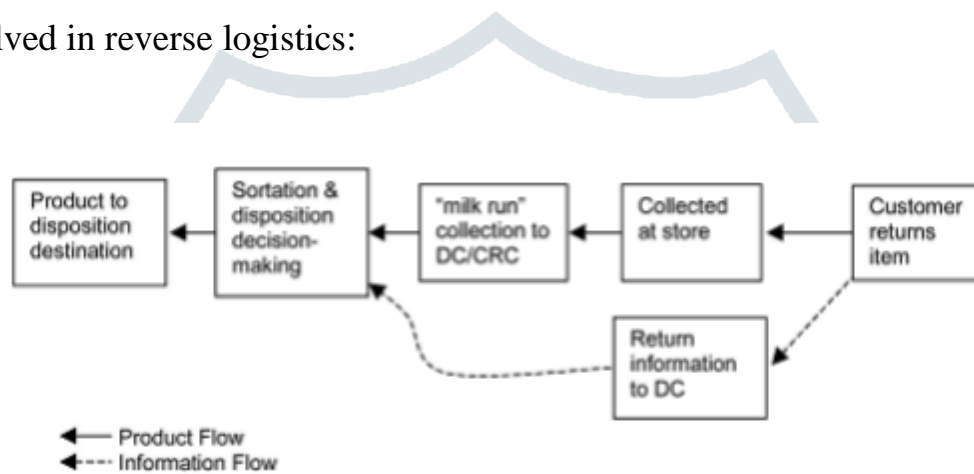 lved in reverse logistics:
Product to
disposition
destination
Sortation &
disposition
decision-
making
"milk run"
collection to
DC/CRC
Collected
at store
Customer
returns
item
Return
information
to DC
Product Flow
Information Flow